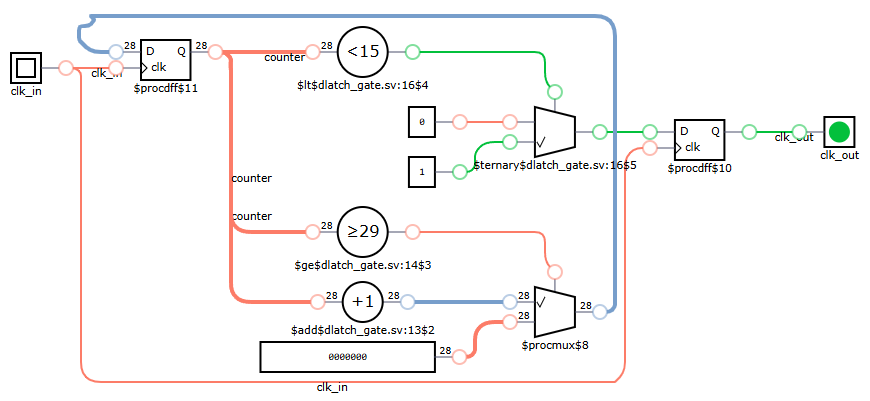 28
D
Q
28
counter
28
<15
clk_in
clk
clk_in
$procdff$11
$lt$dlatch_gate.sv:16$4
0
1
$ternary$dlatch_gate.sv:16$5
D
Q
clk
$procdff$10
clk_out
clk_out
counter
counter
28
≥29
$ge$dlatch_gate.sv:14$3
28
+1
28
28
28
28
$add$dlatch_gate.sv:13$2
$procmux$8
0000000
28
clk_in